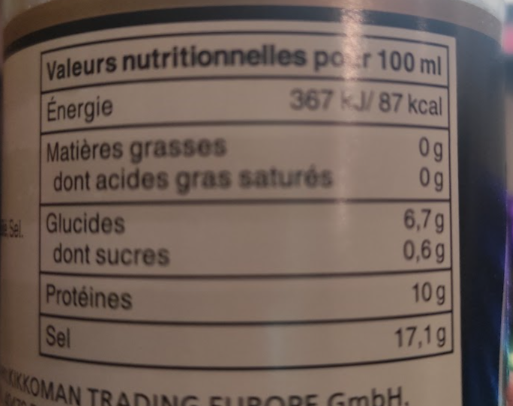 Valeurs nutritionnelles pour 100 ml
Énergie 367 kJ/ 87 kcal
Matières grasses 0 g
dont acides gras saturés 0 g
Sel.
Glucides 6,7 g
dont sucres 0,6 g
Protéines 10 g
Sel 17,1 g
KIKKOMAN TRADING EUROPE GmbH,